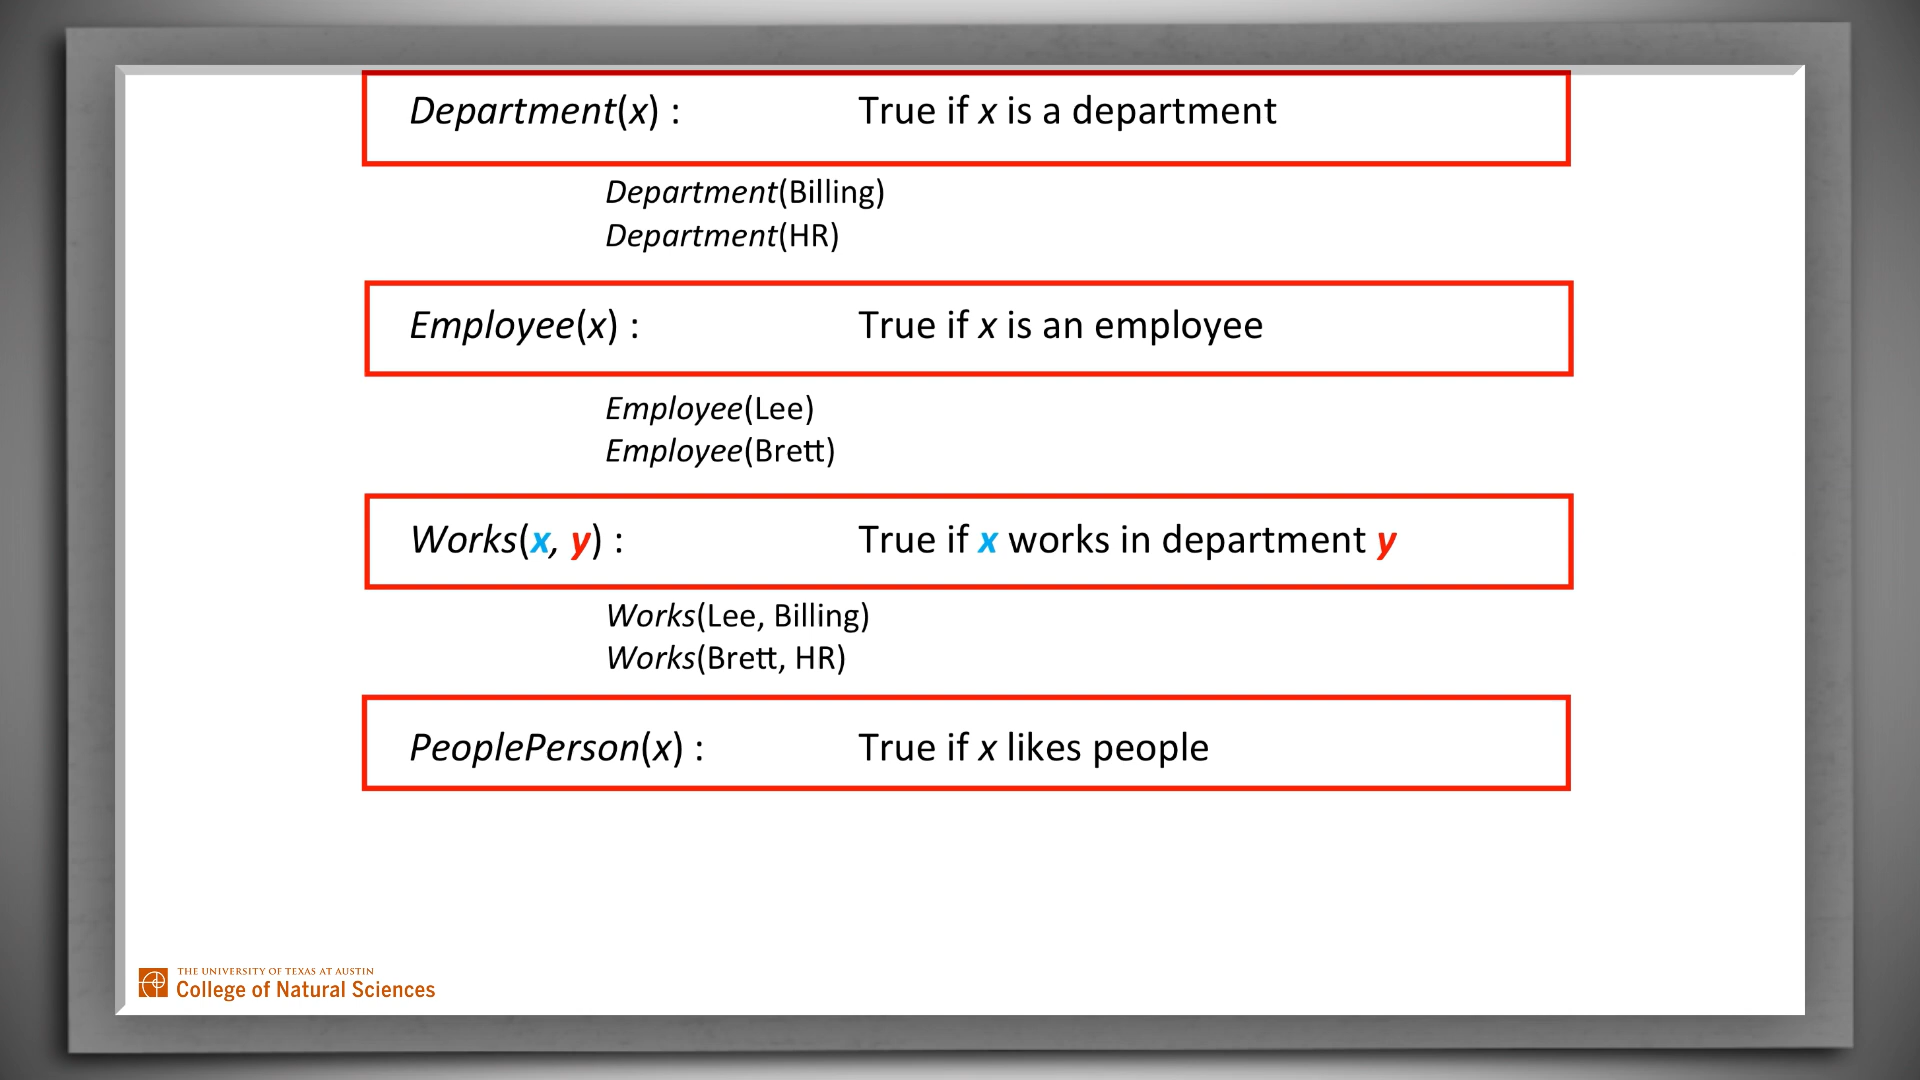 Department(x) : True if x is a department
Department(Billing)
Department(HR)
Employee(x) : True if x is an employee
Employee(Lee)
Employee(Brett)
Works(x, y) : True if x works in department y
Works(Lee, Billing)
Works(Brett, HR)
PeoplePerson(x) : True if x likes people
THE UNIVERSITY OF TEXAS AT AUSTIN
College of Natural Sciences